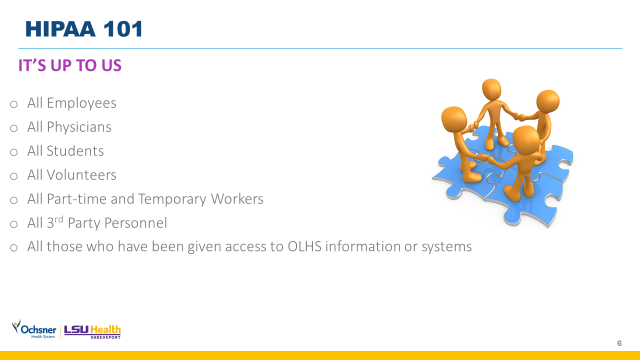 HIPAA 101
IT’S UP TO US
o All Employees
o All Physicians
o All Students
o All Volunteers
o All Part-time and Temporary Workers
o All 3rd Party Personnel
o All those who have been given access to OLHS information or systems
Ochsner
Health System
LSU Health
SHREVEPORT
6